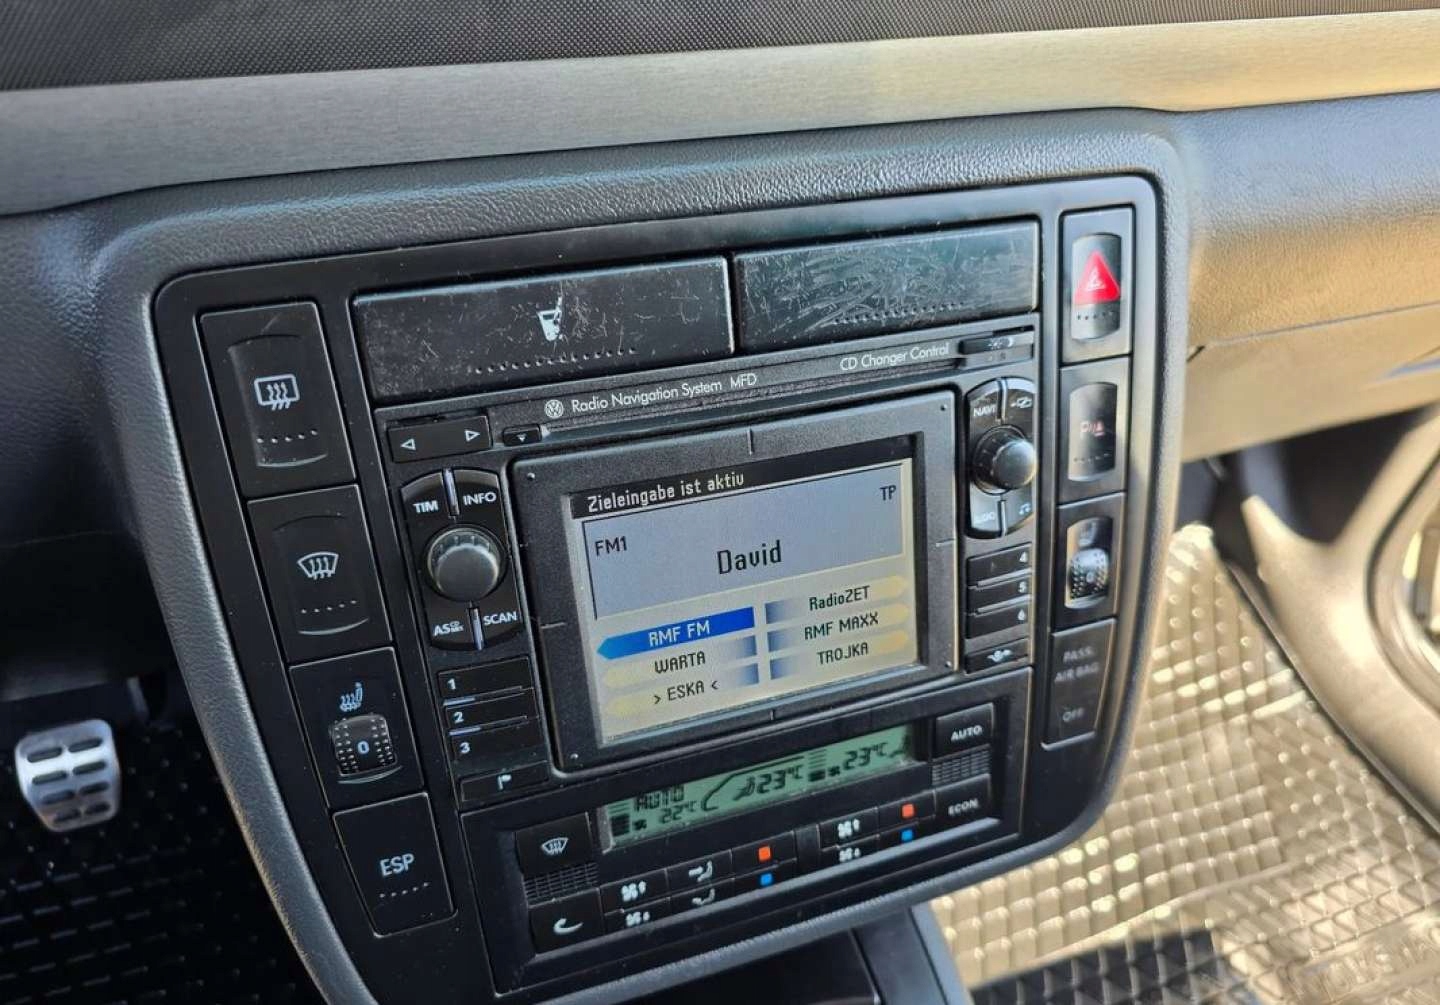 Radio Navigation System MFD
CD Changer Control
TIM
INFO
AS
SCAN
NAVI
Zieleingabe ist aktiv
TP
FM1
David
RMF FM
RadioZET
WARTA
RMF MAXX
> ESKA <
TROJKA
1
2
3
4
5
6
0
ESP
PASS.
AIR BAG
OFF
AUTO
22°C
23°C
23°C
AUTO
ECON